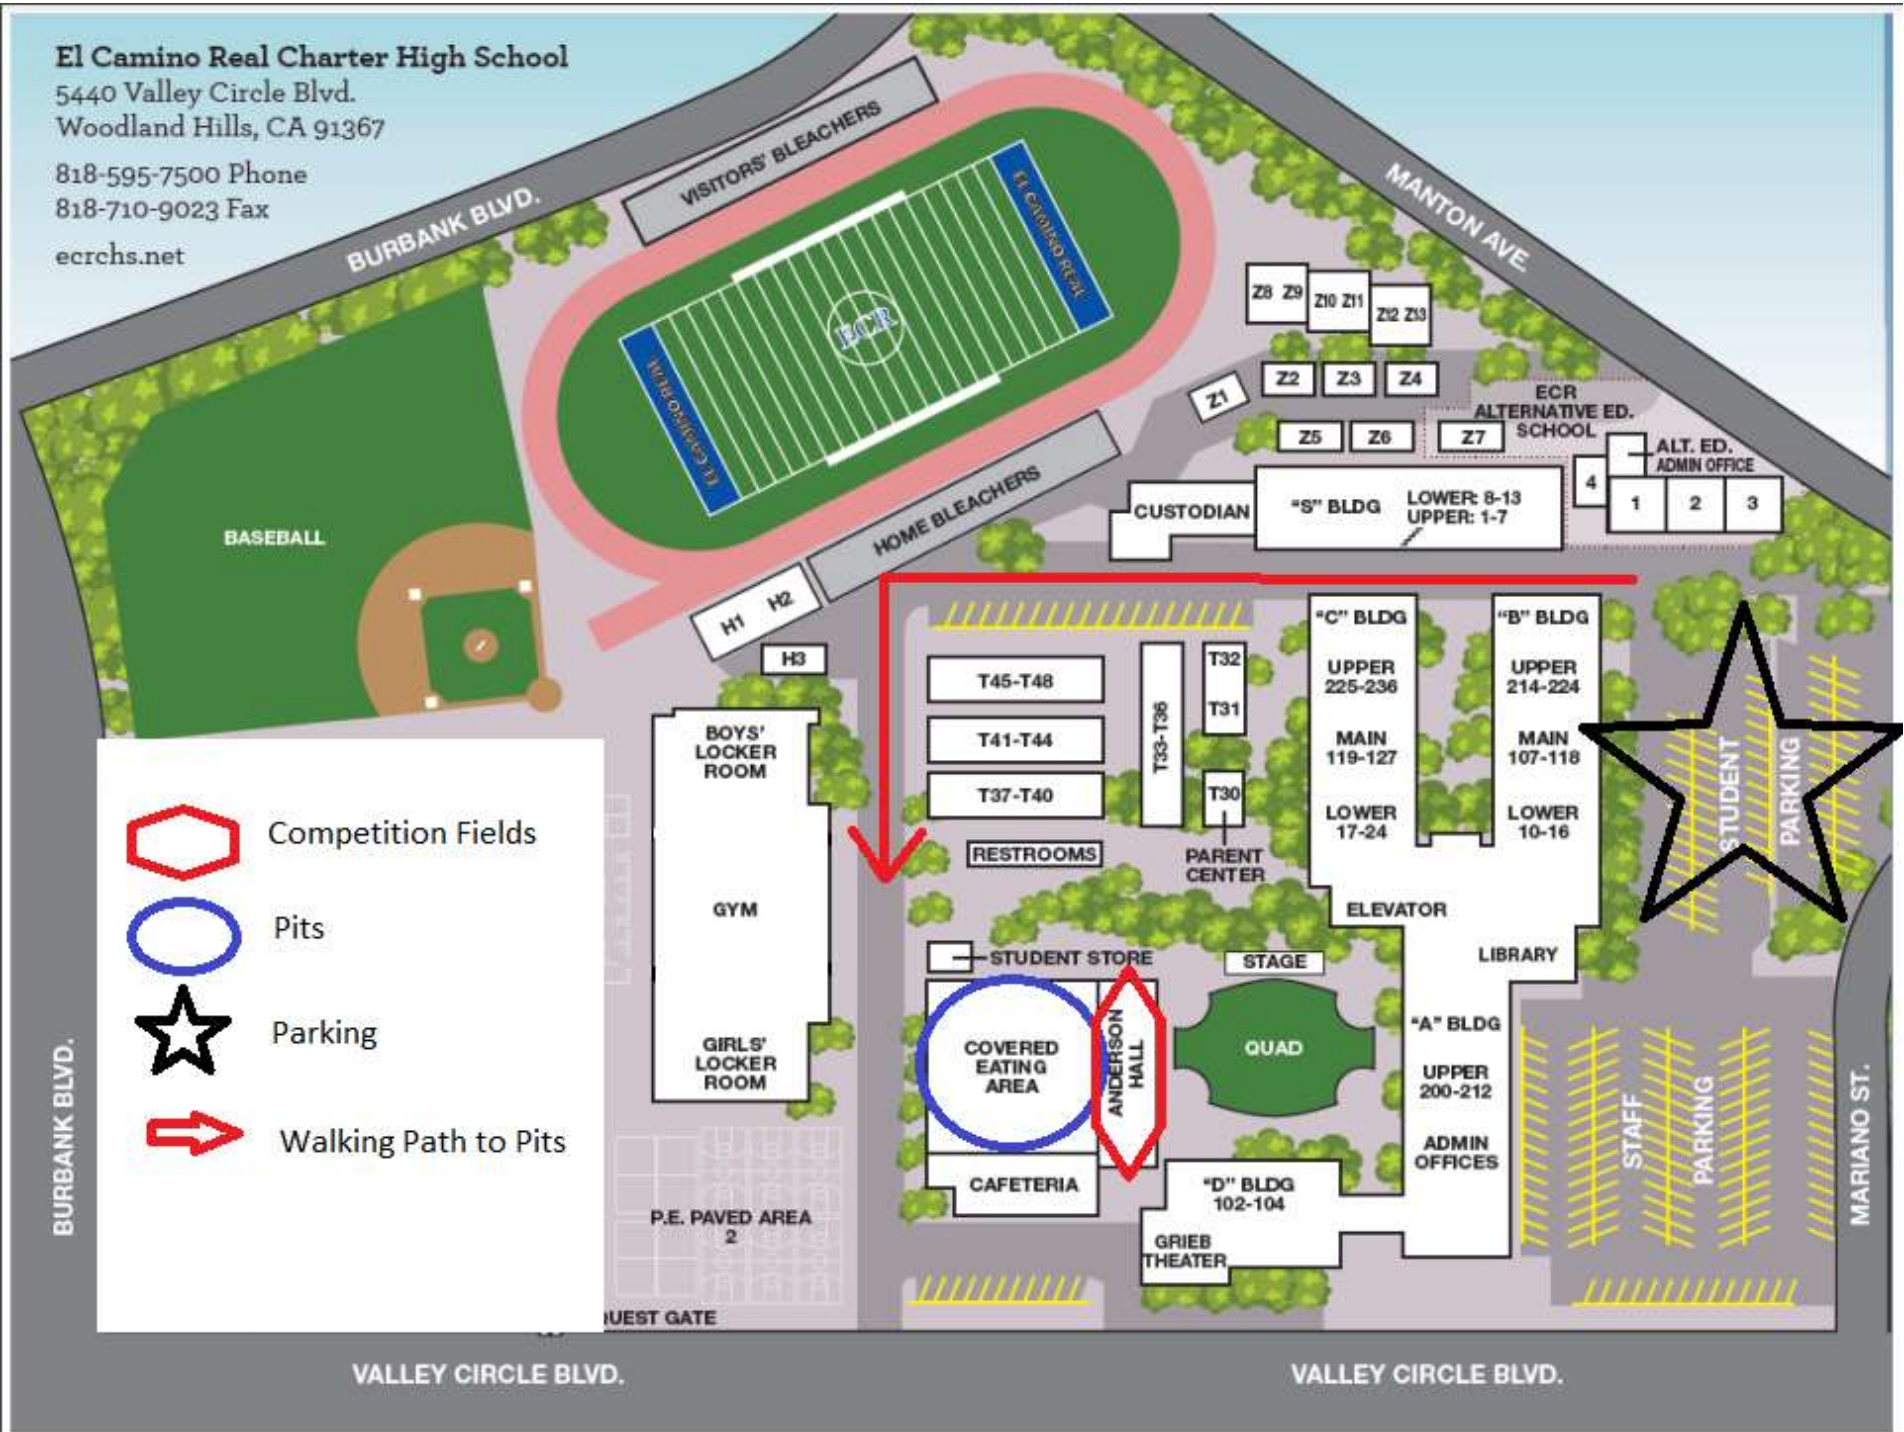 El Camino Real Charter High School
5440 Valley Circle Blvd.
Woodland Hills, CA 91367
818-595-7500 Phone
818-710-9023 Fax
ecrchs.net
BURBANK BLVD.
VISITORS' BLEACHERS
MANTON AVE.
EL CAMINO REAL
ECR
EL CAMINO REAL
HOME BLEACHERS
BASEBALL
Z8 Z9
Z10 Z11
Z12 Z13
Z1
Z2
Z3
Z4
Z5
Z6
Z7
ECR
ALTERNATIVE ED.
SCHOOL
ALT. ED.
ADMIN OFFICE
4
1
2
3
CUSTODIAN
"S" BLDG
LOWER: 8-13
UPPER: 1-7
H1 H2
H3
T45-T48
T41-T44
T37-T40
T33-T36
T32
T31
T30
RESTROOMS
PARENT
CENTER
"C" BLDG
UPPER
225-236
MAIN
119-127
LOWER
17-24
"B" BLDG
UPPER
214-224
MAIN
107-118
LOWER
10-16
STUDENT
PARKING
BOYS'
LOCKER
ROOM
GYM
GIRLS'
LOCKER
ROOM
ELEVATOR
LIBRARY
STUDENT STORE
STAGE
COVERED
EATING
AREA
ANDERSON
HALL
QUAD
"A" BLDG
UPPER
200-212
ADMIN
OFFICES
CAFETERIA
"D" BLDG
102-104
GRIEB
THEATER
STAFF
PARKING
MARIANO ST.
P.E. PAVED AREA
2
UEST GATE
Competition Fields
Pits
Parking
Walking Path to Pits
BURBANK BLVD.
VALLEY CIRCLE BLVD.
VALLEY CIRCLE BLVD.